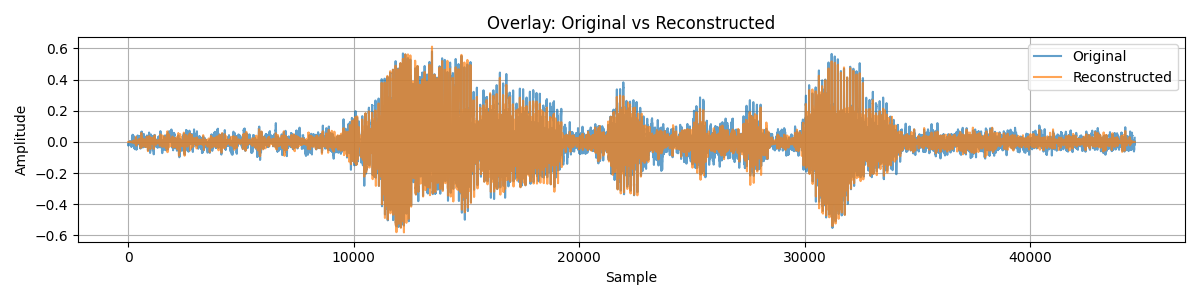 Overlay: Original vs Reconstructed
Original
Reconstructed
Amplitude
0.6
0.4
0.2
0.0
−0.2
−0.4
−0.6
0
10000
20000
30000
40000
Sample